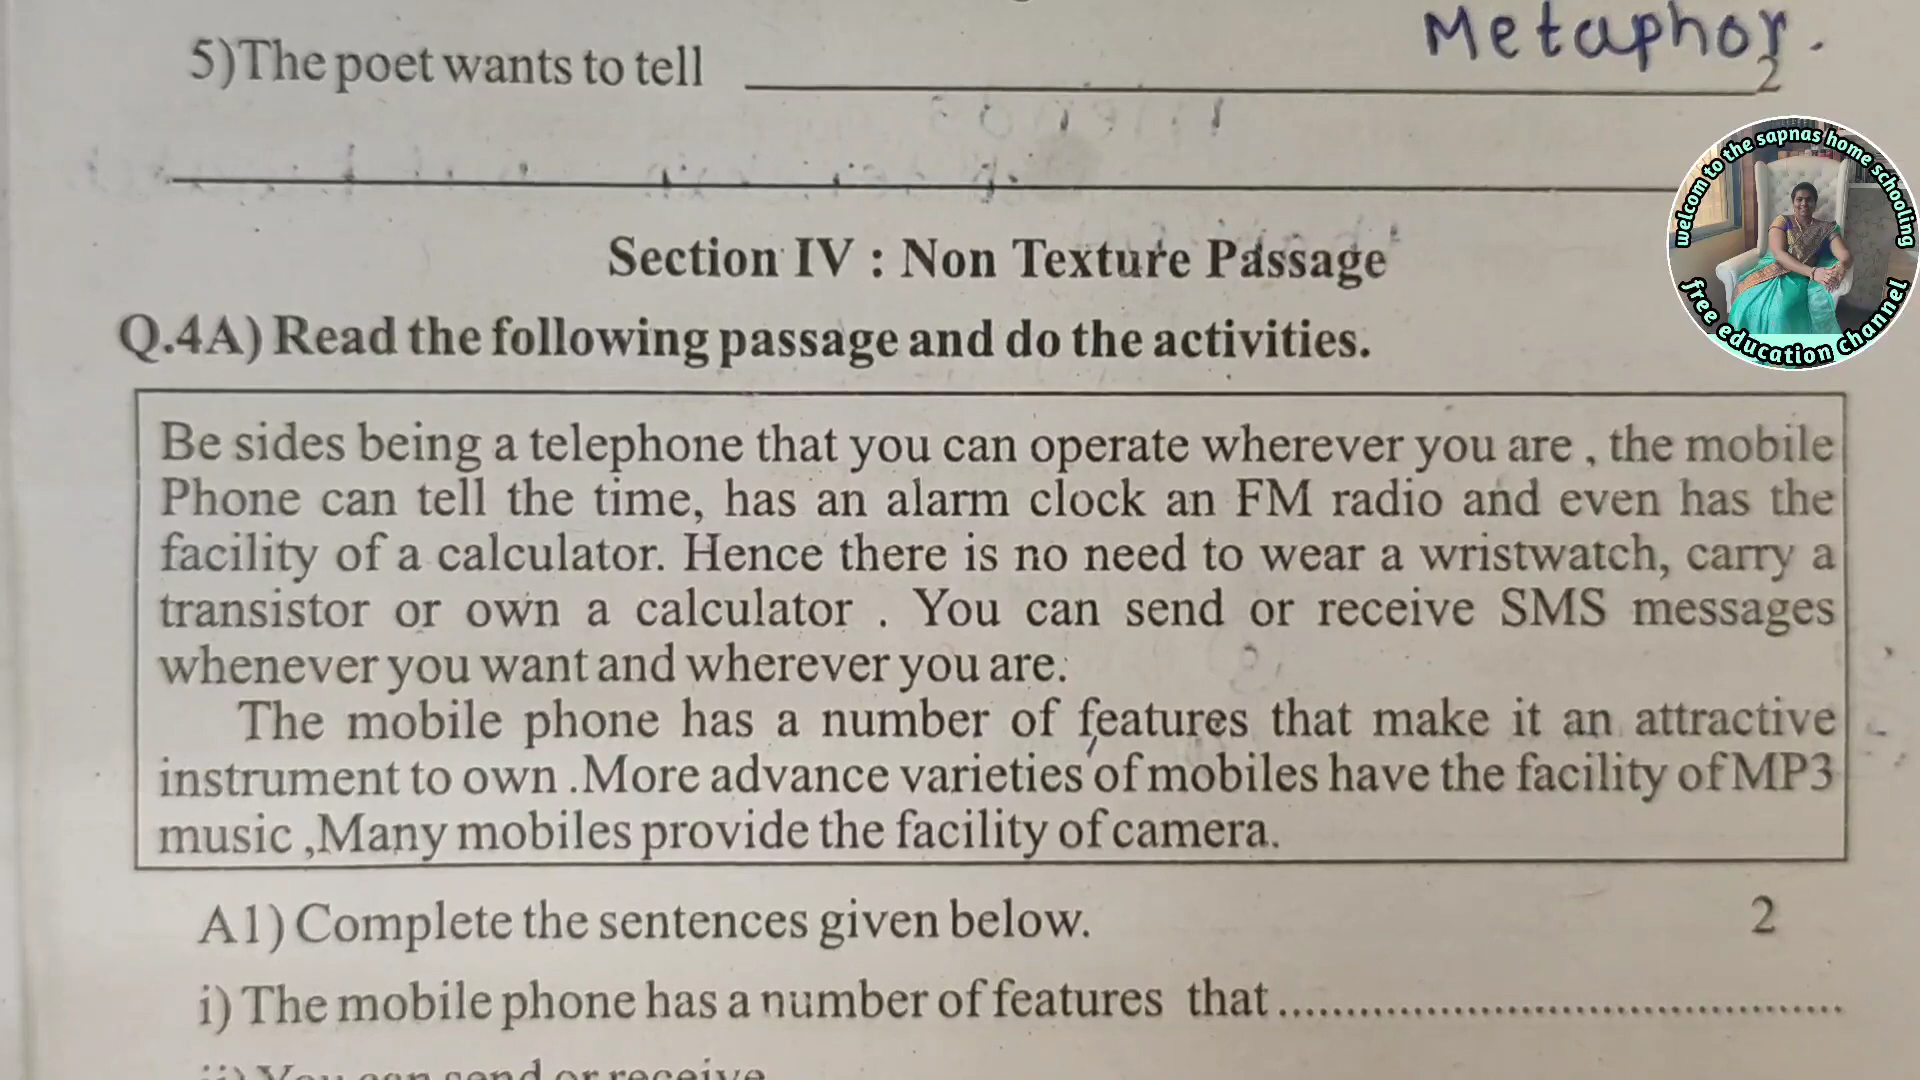 Metaphor.
5)The poet wants to tell
2
welcom to the sapnas home schooling
free education channel
Section IV : Non Texture Passage
Q.4A) Read the following passage and do the activities.
Be sides being a telephone that you can operate wherever you are , the mobile
Phone can tell the time, has an alarm clock an FM radio and even has the
facility of a calculator. Hence there is no need to wear a wristwatch, carry a
transistor or own a calculator . You can send or receive SMS messages
whenever you want and wherever you are.
The mobile phone has a number of features that make it an attractive
instrument to own .More advance varieties of mobiles have the facility of MP3
music ,Many mobiles provide the facility of camera.
A1) Complete the sentences given below. 2
i) The mobile phone has a number of features that ............................................
ii) You can send or receive